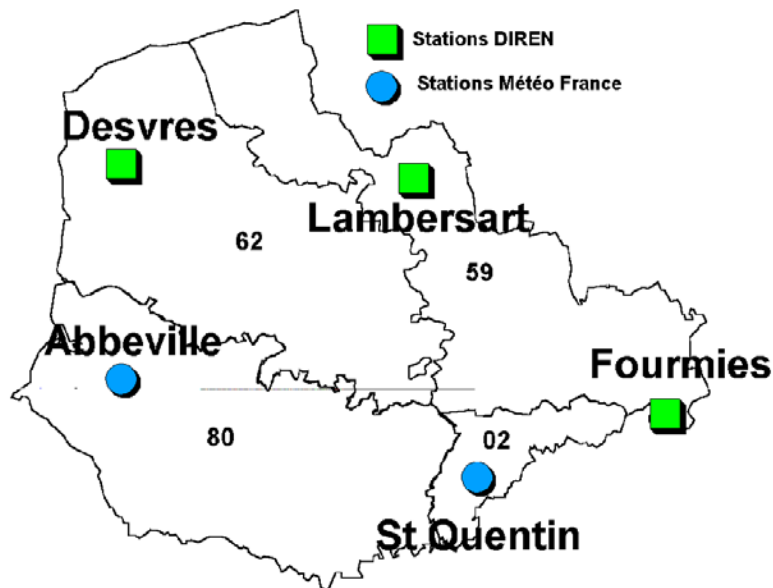 Stations DIREN
Stations Météo France
Desvres
Lambersart
62
59
Abbeville
Fourmies
80
02
St Quentin